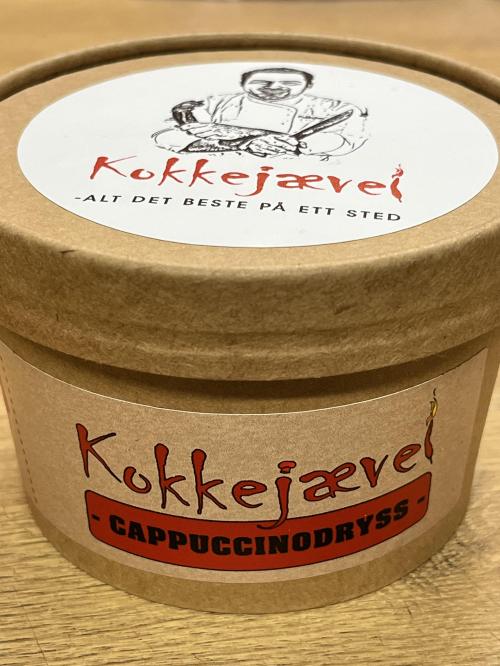 Kokkejævel
-ALT DET BESTE PÅ ETT STED
Kokkejævel
- CAPPUCCINODRYSS -